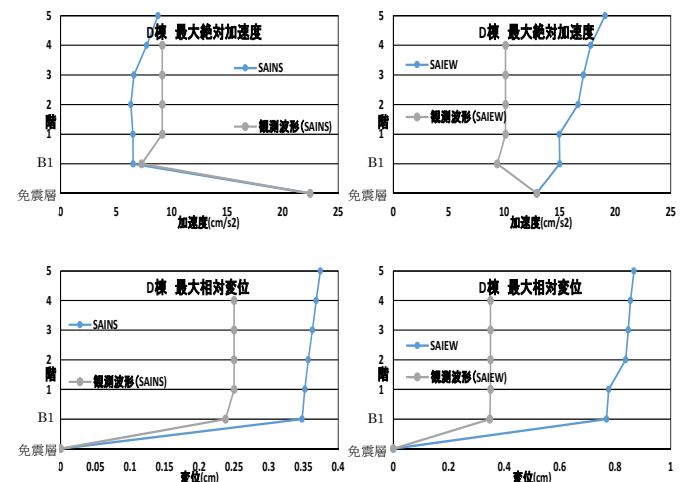 D棟 最大絶対加速度
5
4
3
2
1
B1
免震層
階
SAINS
観測波形(SAINS)
0 5 10 15 20 25
加速度(cm/s2)
D棟 最大絶対加速度
5
4
3
2
1
B1
免震層
階
SAIEW
観測波形(SAIEW)
0 5 10 15 20 25
加速度(cm/s2)
D棟 最大相対変位
5
4
3
2
1
B1
免震層
階
SAINS
観測波形(SAINS)
0 0.05 0.1 0.15 0.2 0.25 0.3 0.35 0.4
変位(cm)
D棟 最大相対変位
5
4
3
2
1
B1
免震層
階
SAIEW
観測波形(SAIEW)
0 0.2 0.4 0.6 0.8 1
変位(cm)